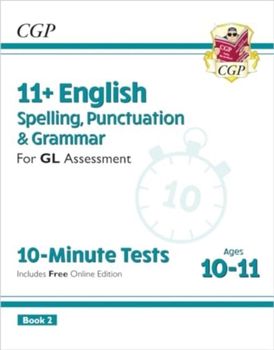 CGP
CGP
11+ English
Spelling, Punctuation
& Grammar
For GL Assessment
10
10-Minute Tests
Includes Free Online Edition
Ages
10-11
Book 2